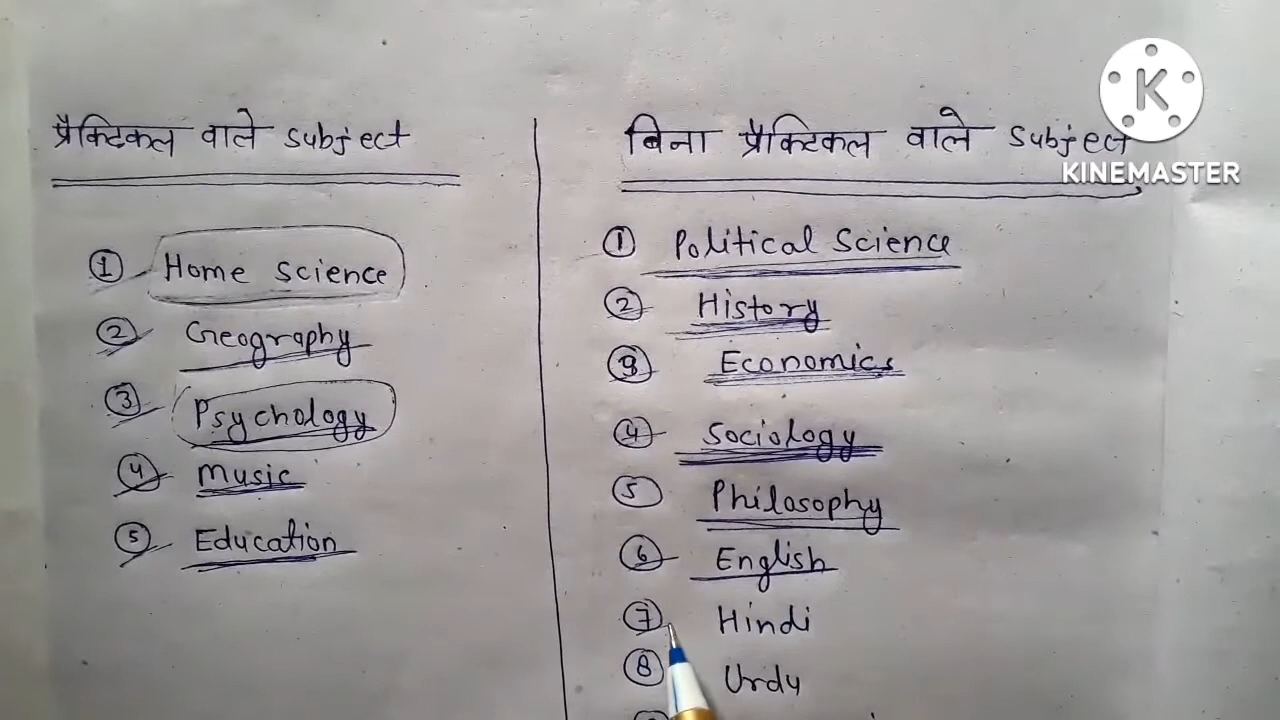 प्रैक्टिकल वाले subject
① Home Science
② Geography
③ Psychology
④ Music
⑤ Education
बिना प्रैक्टिकल वाले subject
① Political Science
② History
③ Economics
④ Sociology
⑤ Philosophy
⑥ English
⑦ Hindi
⑧ Urdu
K
KINEMASTER